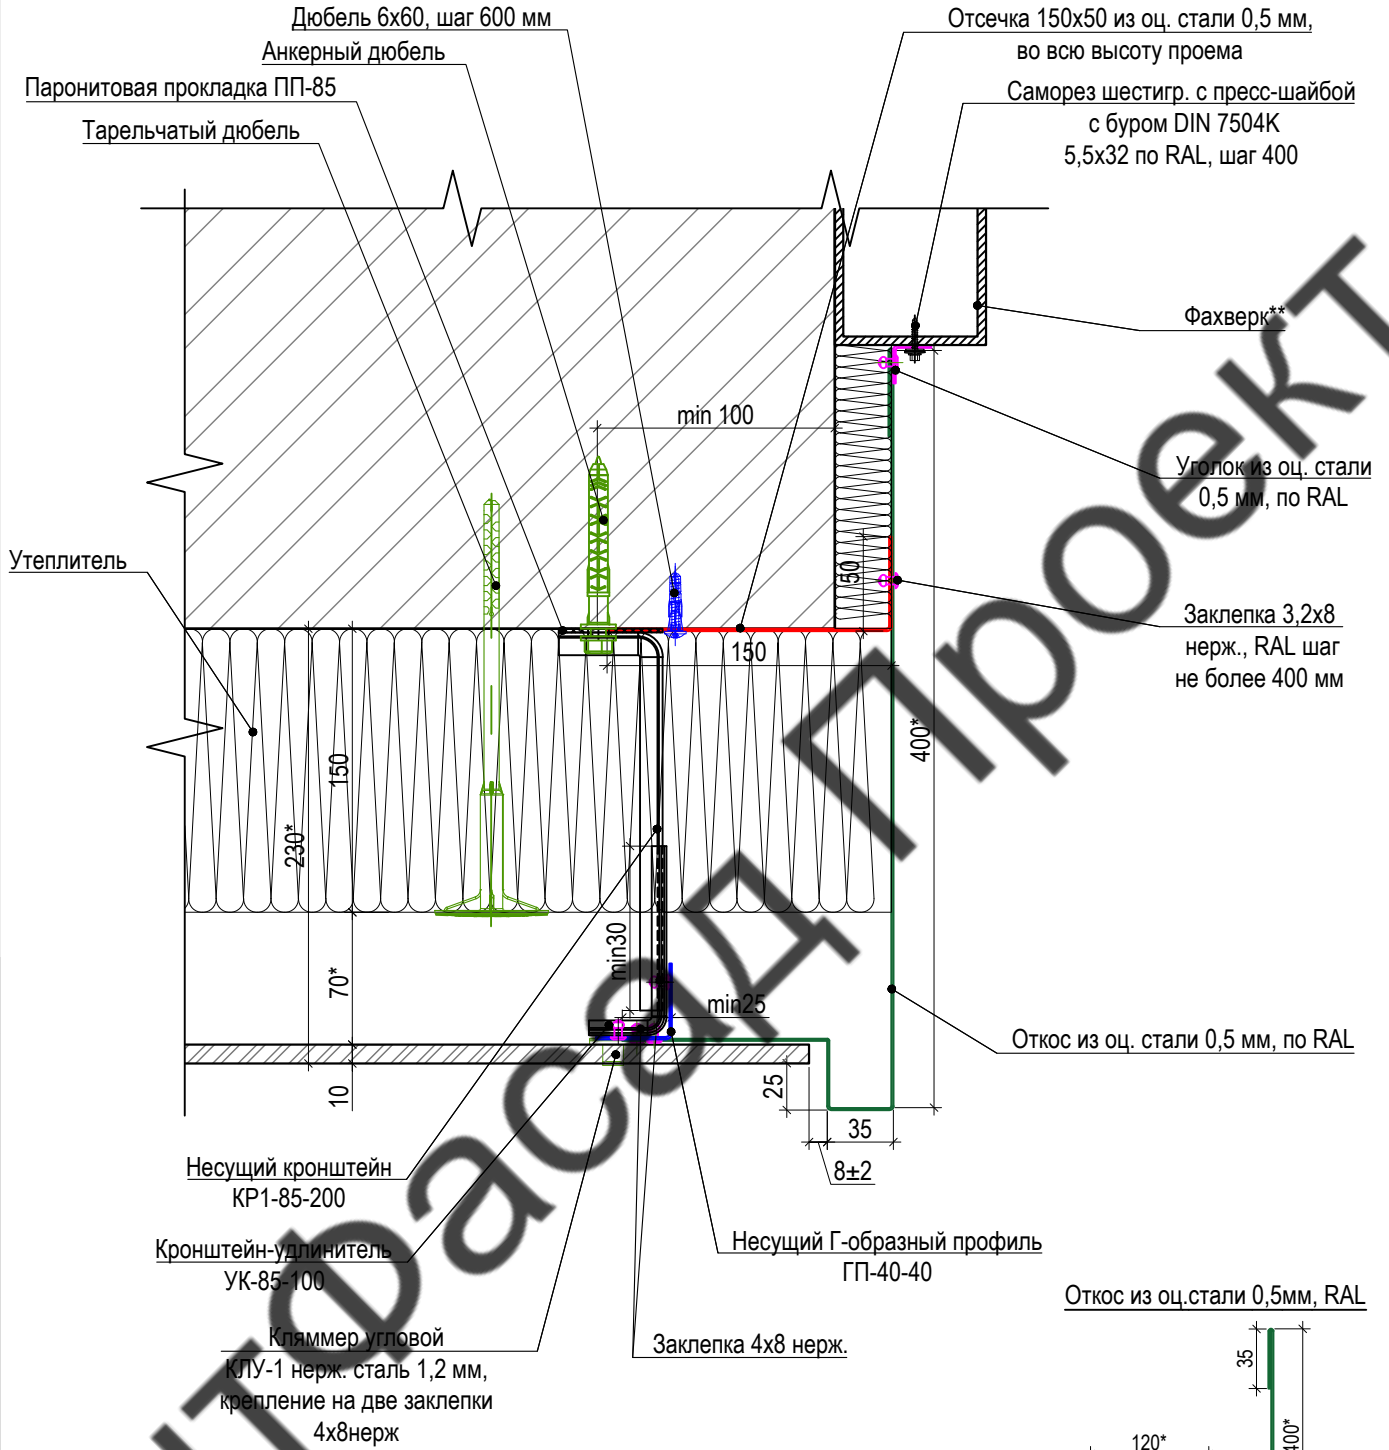 Дюбель 6х60, шаг 600 мм
Анкерный дюбель
Паронитовая прокладка ПП-85
Тарельчатый дюбель
Отсечка 150х50 из оц. стали 0,5 мм,
во всю высоту проема
Саморез шестигр. с пресс-шайбой
с буром DIN 7504K
5,5х32 по RAL, шаг 400
Фахверк**
min 100
Уголок из оц. стали
0,5 мм, по RAL
Утеплитель
50
Заклепка 3,2х8
нерж., RAL шаг
не более 400 мм
150
400*
150
230*
min30
70*
min25
Откос из оц. стали 0,5 мм, по RAL
10
25
35
8±2
Несущий кронштейн
КР1-85-200
Кронштейн-удлинитель
УК-85-100
Несущий Г-образный профиль
ГП-40-40
Кляммер угловой
КЛУ-1 нерж. сталь 1,2 мм,
крепление на две заклепки
4х8нерж
Заклепка 4х8 нерж.
Откос из оц.стали 0,5мм, RAL
35
400*
120*
Фасад Проект